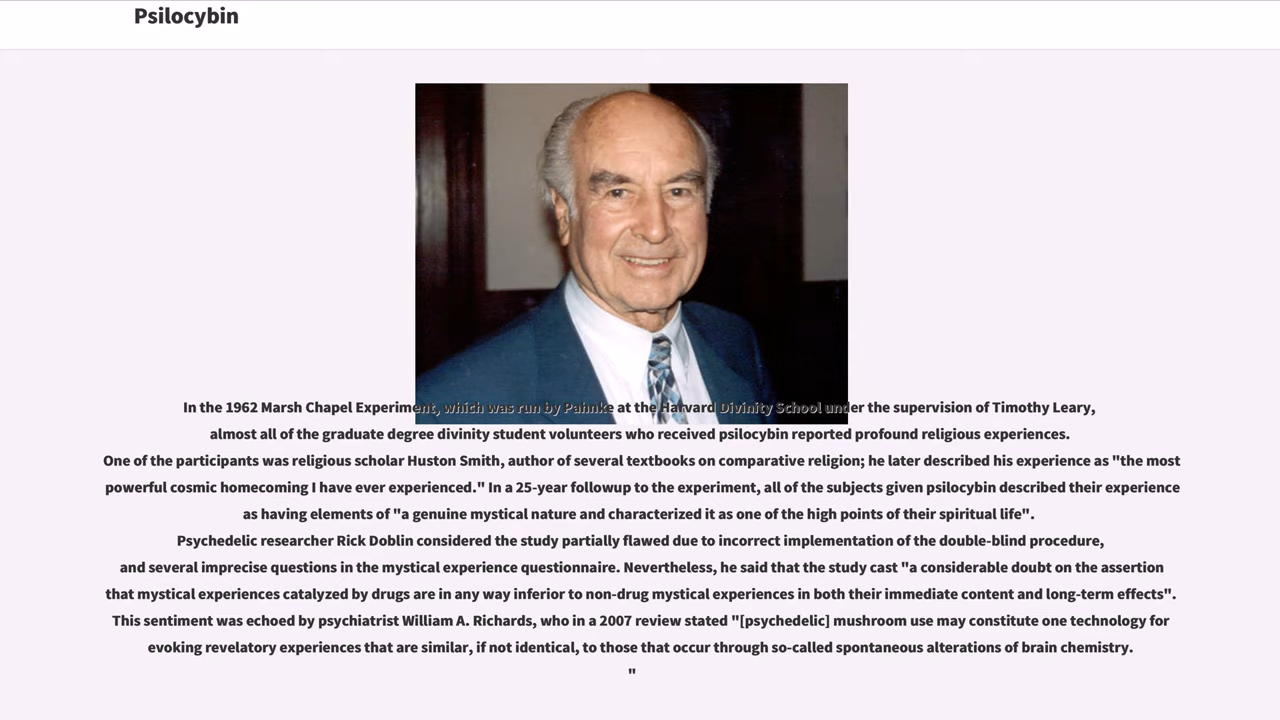 Psilocybin
In the 1962 Marsh Chapel Experiment, which was run by Pahnke at the Harvard Divinity School under the supervision of Timothy Leary,
almost all of the graduate degree divinity student volunteers who received psilocybin reported profound religious experiences.
One of the participants was religious scholar Huston Smith, author of several textbooks on comparative religion; he later described his experience as "the most
powerful cosmic homecoming I have ever experienced." In a 25-year followup to the experiment, all of the subjects given psilocybin described their experience
as having elements of "a genuine mystical nature and characterized it as one of the high points of their spiritual life".
Psychedelic researcher Rick Doblin considered the study partially flawed due to incorrect implementation of the double-blind procedure,
and several imprecise questions in the mystical experience questionnaire. Nevertheless, he said that the study cast "a considerable doubt on the assertion
that mystical experiences catalyzed by drugs are in any way inferior to non-drug mystical experiences in both their immediate content and long-term effects".
This sentiment was echoed by psychiatrist William A. Richards, who in a 2007 review stated "[psychedelic] mushroom use may constitute one technology for
evoking revelatory experiences that are similar, if not identical, to those that occur through so-called spontaneous alterations of brain chemistry.
"